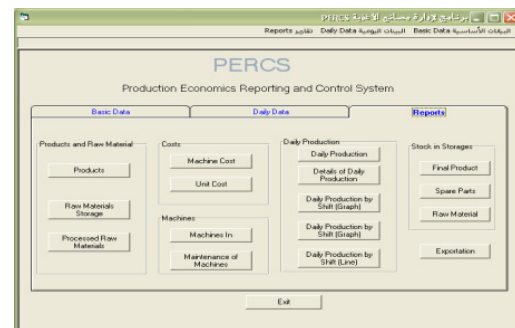 برنامج لإدارة مصانع الأغذية PERCS
البيانات الأساسية Basic Data البيانات اليومية Daily Data تقارير Reports
PERCS
Production Economics Reporting and Control System
Basic Data
Daily Data
Reports
Products and Raw Material
Products
Raw Materials
Storage
Processed Raw
Materials
Costs
Machine Cost
Unit Cost
Machines
Machines In
Maintenance of
Machines
Daily Production
Daily Production
Details of Daily
Production
Daily Production by
Shift (Graph)
Daily Production by
Shift (Graph)
Daily Production by
Shift (Line)
Stock in Storages
Final Product
Spare Parts
Raw Material
Exportation
Exit